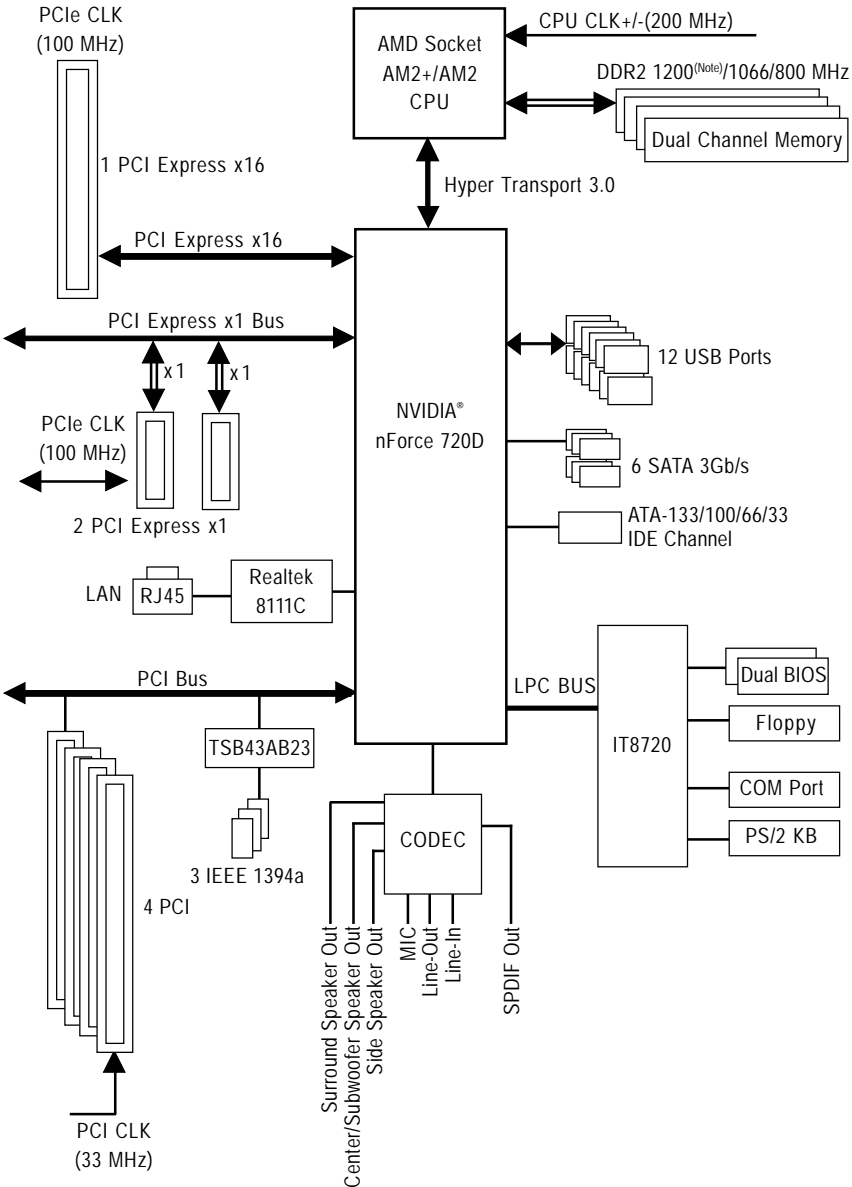 PCIe CLK
(100 MHz)
AMD Socket
AM2+/AM2
CPU
CPU CLK+/-(200 MHz)
DDR2 1200(Note)/1066/800 MHz
Dual Channel Memory
1 PCI Express x16
Hyper Transport 3.0
PCI Express x16
PCI Express x1 Bus
x1
x1
12 USB Ports
NVIDIA®
nForce 720D
PCIe CLK
(100 MHz)
6 SATA 3Gb/s
2 PCI Express x1
ATA-133/100/66/33
IDE Channel
LAN
RJ45
Realtek
8111C
PCI Bus
LPC BUS
Dual BIOS
TSB43AB23
IT8720
Floppy
COM Port
CODEC
PS/2 KB
3 IEEE 1394a
4 PCI
Surround Speaker Out
Center/Subwoofer Speaker Out
Side Speaker Out
MIC
Line-Out
Line-In
SPDIF Out
PCI CLK
(33 MHz)